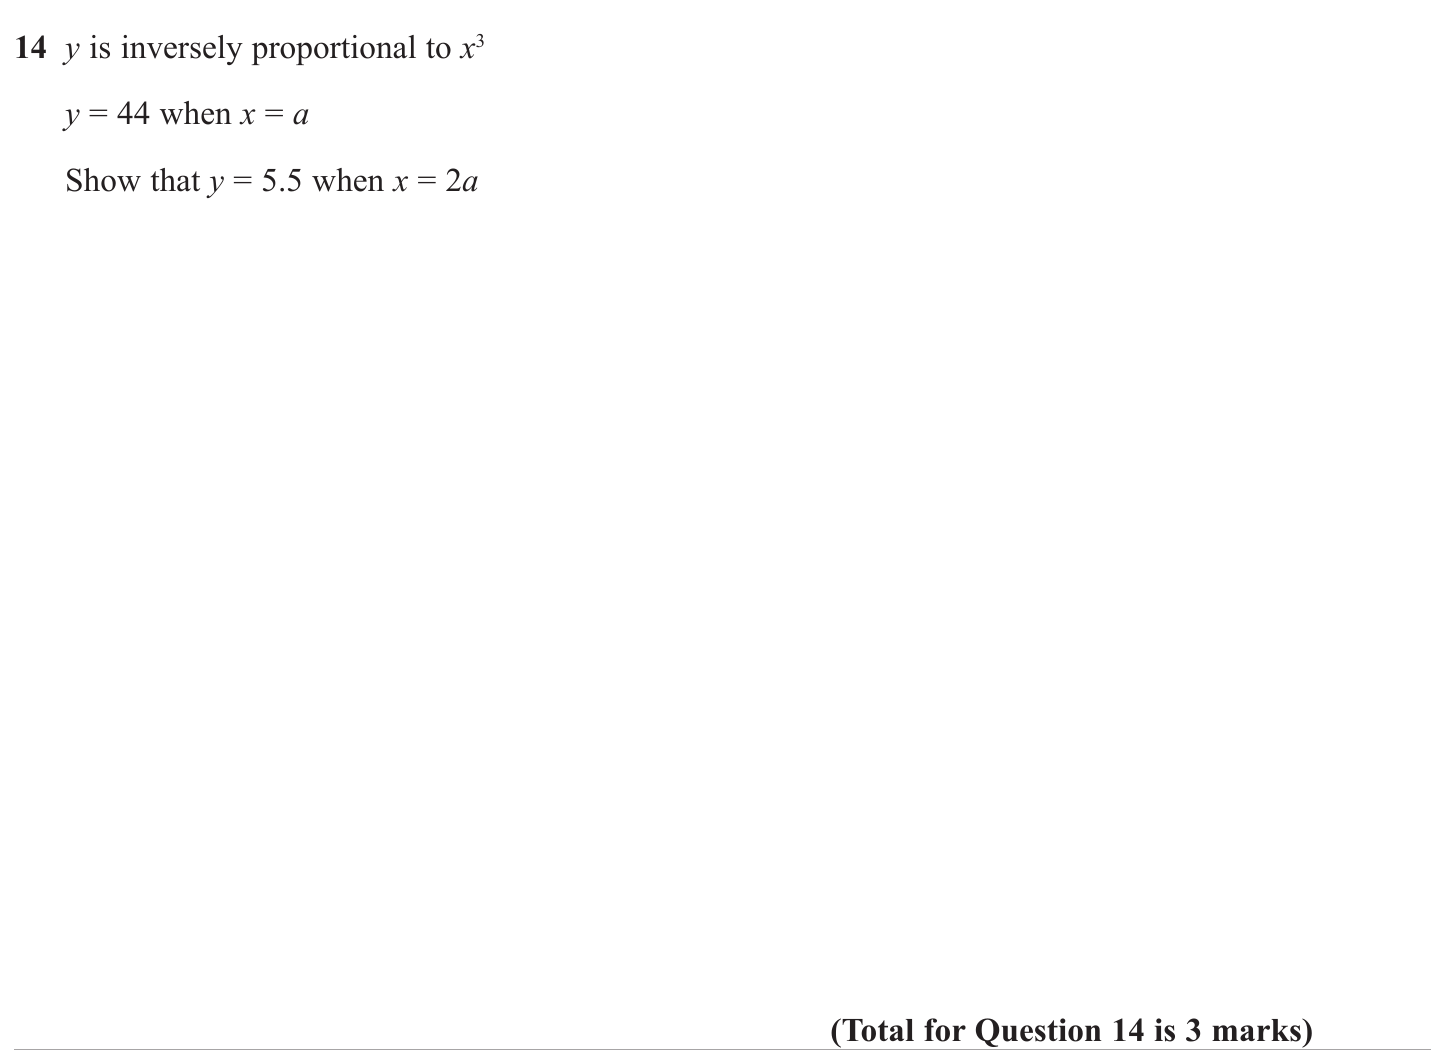 14 y is inversely proportional to x³
y = 44 when x = a
Show that y = 5.5 when x = 2a
(Total for Question 14 is 3 marks)